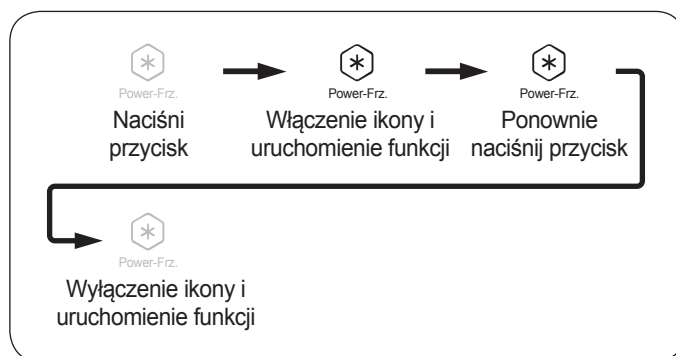 Power-Frz.
Naciśni
przycisk
Power-Frz.
Włączenie ikony i
uruchomienie funkcji
Power-Frz.
Ponownie
naciśnij przycisk
Power-Frz.
Wyłączenie ikony i
uruchomienie funkcji